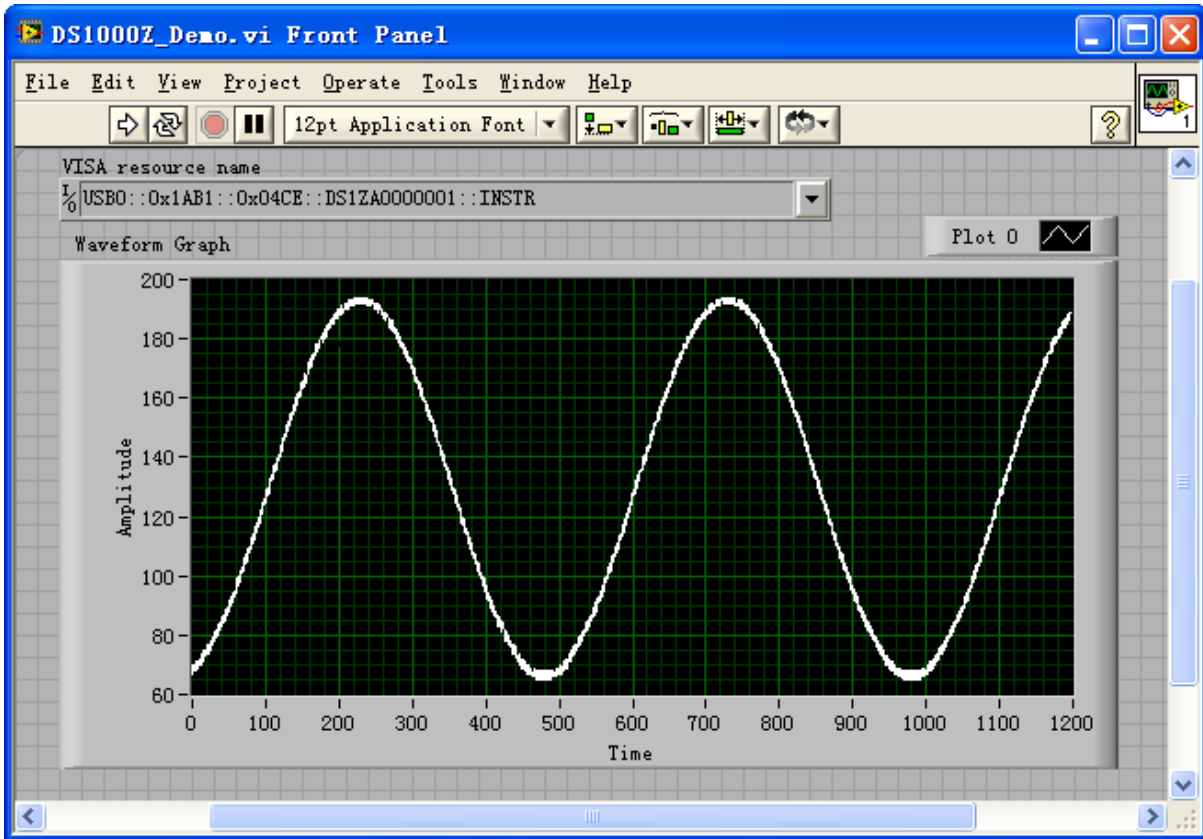 DS1000Z_Demo.vi Front Panel
File Edit View Project Operate Tools Window Help
12pt Application Font
1
VISA resource name
I/O USB0::0x1AB1::0x04CE::DS1ZA0000001::INSTR
Waveform Graph
Plot 0
200
180
160
140
120
100
80
60
Amplitude
0 100 200 300 400 500 600 700 800 900 1000 1100 1200
Time